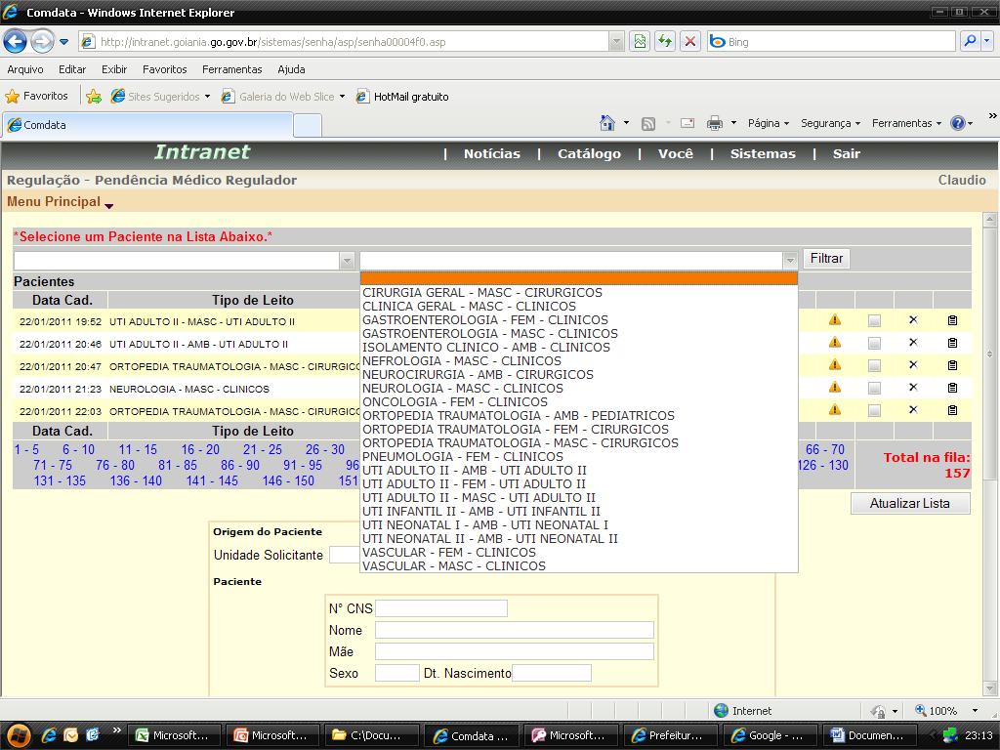 Comdata - Windows Internet Explorer
http://intranet.goiania.go.gov.br/sistemas/senha/asp/senha00004f0.asp
Bing
Arquivo Editar Exibir Favoritos Ferramentas Ajuda
Favoritos Sites Sugeridos Galeria do Web Slice HotMail gratuito
Comdata Página Segurança Ferramentas
Intranet | Notícias | Catálogo | Você | Sistemas | Sair
Regulação - Pendência Médico Regulador Claudio
Menu Principal
*Selecione um Paciente na Lista Abaixo.*
Filtrar
Pacientes
Data Cad. Tipo de Leito
22/01/2011 19:52 UTI ADULTO II - MASC - UTI ADULTO II
22/01/2011 20:46 UTI ADULTO II - AMB - UTI ADULTO II
22/01/2011 20:47 ORTOPEDIA TRAUMATOLOGIA - MASC - CIRURGICO
22/01/2011 21:23 NEUROLOGIA - MASC - CLINICOS
22/01/2011 22:03 ORTOPEDIA TRAUMATOLOGIA - MASC - CIRURGICO
Data Cad. Tipo de Leito
1 - 5 6 - 10 11 - 15 16 - 20 21 - 25 26 - 30 66 - 70
71 - 75 76 - 80 81 - 85 86 - 90 91 - 95 96 126 - 130
131 - 135 136 - 140 141 - 145 146 - 150 151
Total na fila:
157
CIRURGIA GERAL - MASC - CIRURGICOS
CLINICA GERAL - MASC - CLINICOS
GASTROENTEROLOGIA - FEM - CLINICOS
GASTROENTEROLOGIA - MASC - CLINICOS
ISOLAMENTO CLINICO - AMB - CLINICOS
NEFROLOGIA - MASC - CLINICOS
NEUROCIRURGIA - AMB - CIRURGICOS
NEUROLOGIA - MASC - CLINICOS
ONCOLOGIA - FEM - CLINICOS
ORTOPEDIA TRAUMATOLOGIA - AMB - PEDIATRICOS
ORTOPEDIA TRAUMATOLOGIA - FEM - CIRURGICOS
ORTOPEDIA TRAUMATOLOGIA - MASC - CIRURGICOS
PNEUMOLOGIA - FEM - CLINICOS
UTI ADULTO II - AMB - UTI ADULTO II
UTI ADULTO II - FEM - UTI ADULTO II
UTI ADULTO II - MASC - UTI ADULTO II
UTI INFANTIL II - AMB - UTI INFANTIL II
UTI NEONATAL I - AMB - UTI NEONATAL I
UTI NEONATAL II - AMB - UTI NEONATAL II
VASCULAR - FEM - CLINICOS
VASCULAR - MASC - CLINICOS
Atualizar Lista
Origem do Paciente
Unidade Solicitante
Paciente
N° CNS
Nome
Mãe
Sexo Dt. Nascimento
Internet 100%
Microsoft... Microsoft... C:\Docu... Comdata ... Microsoft... Prefeitur... Google - ... Documen... 23:13